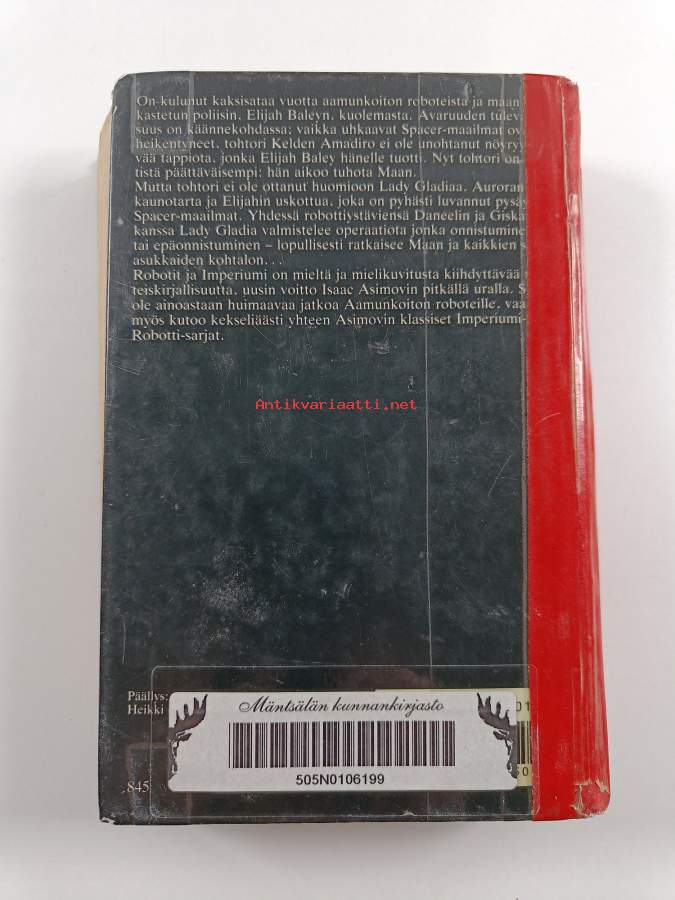 On kulunut kaksisataa vuotta aamunkoiton roboteista ja maan
kastetun poliisin, Elijah Baleyn, kuolemasta. Avaruuden tulev
suus on käännekohdassa; vaikka uhkaavat Spacer-maailmat ov
heikentyneet, tohtori Kelden Amadiro ei ole unohtanut nöyryy
vää tappiota, jonka Elijah Baley hänelle tuotti. Nyt tohtori on
tistä päättäväisempi: hän aikoo tuhota Maan.
Mutta tohtori ei ole ottanut huomioon Lady Gladiaa, Auroran
kaunotarta ja Elijahin uskottua, joka on pyhästi luvannut pysäy
Spacer-maailmat. Yhdessä robottiystäviensä Daneelin ja Giska
kanssa Lady Gladia valmistelee operaatiota jonka onnistumine
tai epäonnistuminen – lopullisesti ratkaisee Maan ja kaikkien s
asukkaiden kohtalon...
Robotit ja Imperiumi on mieltä ja mielikuvitusta kiihdyttävää
teiskirjallisuutta, uusin voitto Isaac Asimovin pitkällä uralla. S
ole ainoastaan huimaavaa jatkoa Aamunkoiton roboteille, vaa
myös kutoo kekseliäästi yhteen Asimovin klassiset Imperiumi-
Robotti-sarjat.
Antikvariaatti.net
Päällys:
Heikki
Mäntsälän kunnankirjasto
505N0106199
845